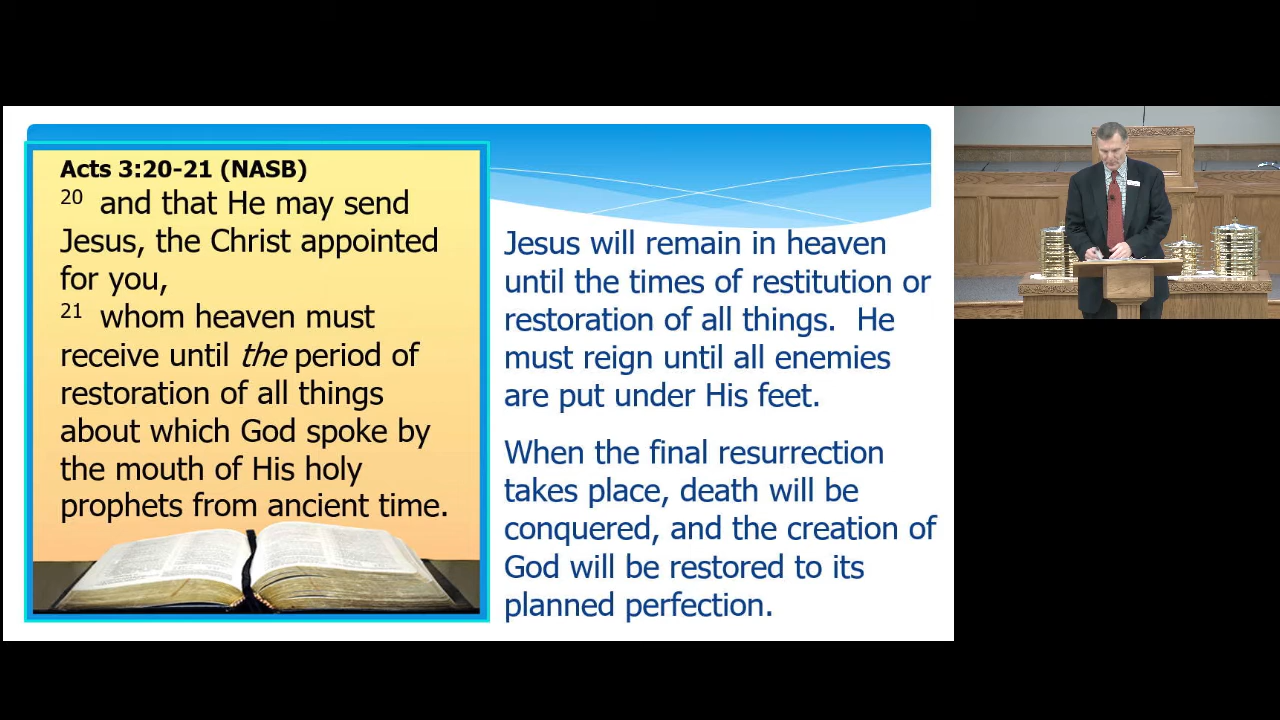 Acts 3:20-21 (NASB)
20 and that He may send
Jesus, the Christ appointed
for you,
21 whom heaven must
receive until the period of
restoration of all things
about which God spoke by
the mouth of His holy
prophets from ancient time.
Jesus will remain in heaven
until the times of restitution or
restoration of all things. He
must reign until all enemies
are put under His feet.
When the final resurrection
takes place, death will be
conquered, and the creation of
God will be restored to its
planned perfection.